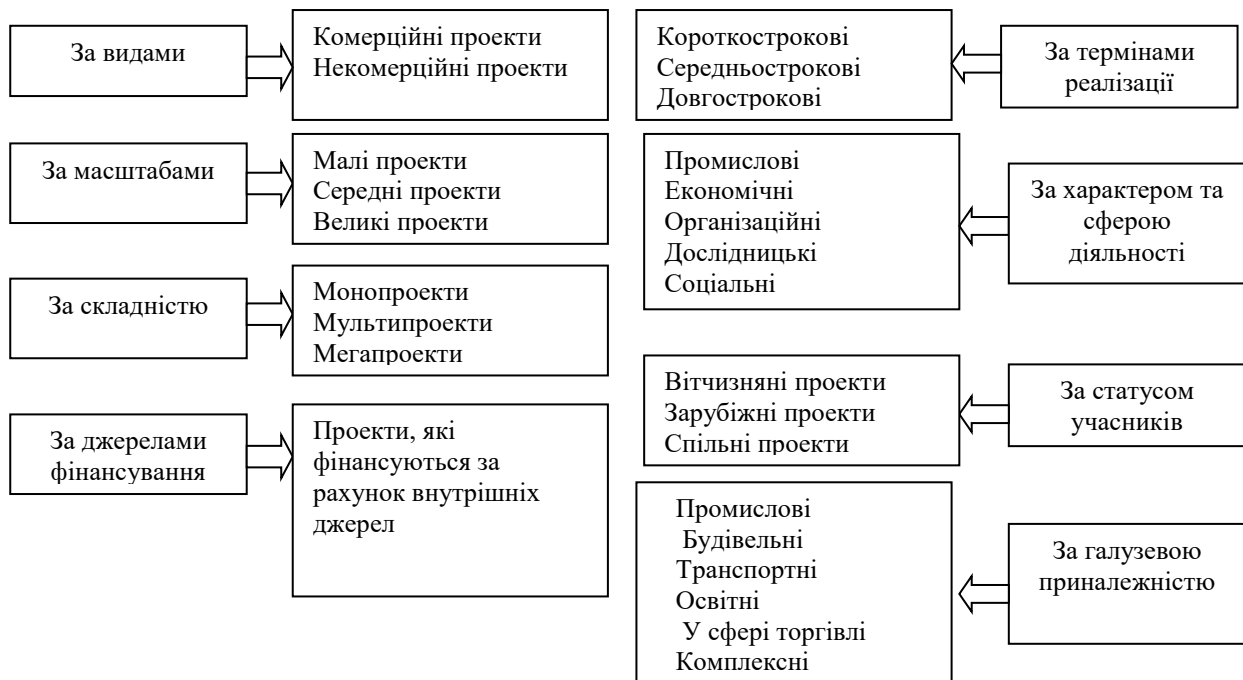 За видами
Комерційні проекти
Некомерційні проекти
За масштабами
Малі проекти
Середні проекти
Великі проекти
За складністю
Монопроекти
Мультипроекти
Мегапроекти
За джерелами
фінансування
Проекти, які
фінансуються за
рахунок внутрішніх
джерел
Короткострокові
Середньострокові
Довгострокові
За термінами
реалізації
Промислові
Економічні
Організаційні
Дослідницькі
Соціальні
За характером та
сферою
діяльності
Вітчизняні проекти
Зарубіжні проекти
Спільні проекти
За статусом
учасників
Промислові
Будівельні
Транспортні
Освітні
У сфері торгівлі
Комплексні
За галузевою
приналежністю